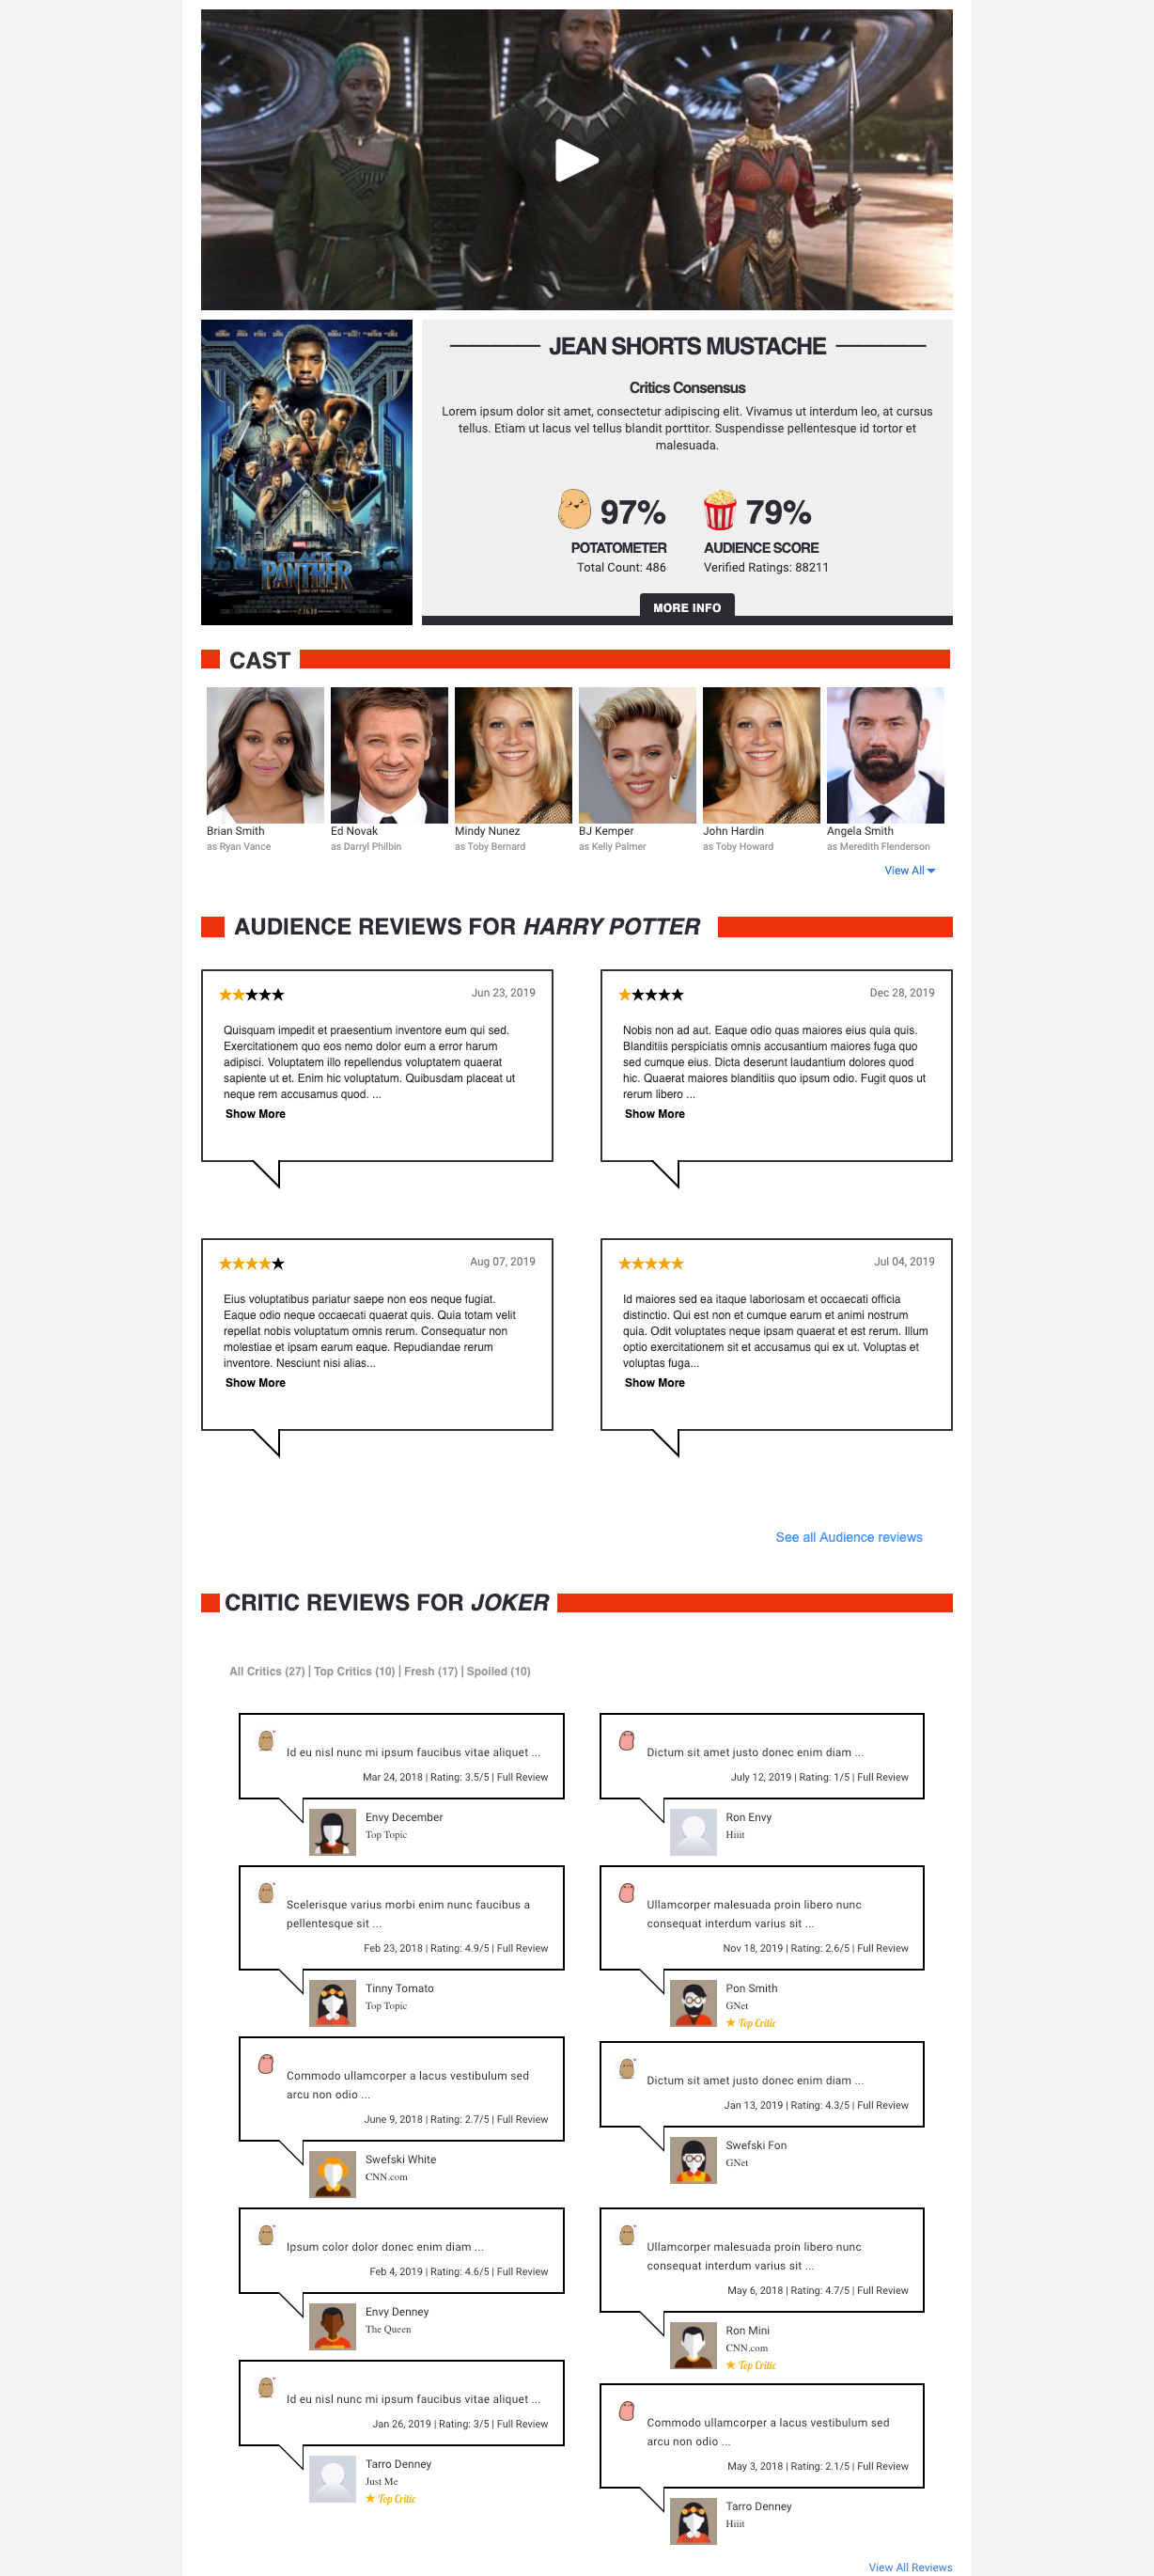 BLACK
PANTHER
JEAN SHORTS MUSTACHE
Critics Consensus
Lorem ipsum dolor sit amet, consectetur adipiscing elit. Vivamus ut interdum leo, at cursus
tellus. Etiam ut lacus vel tellus blandit porttitor. Suspendisse pellentesque id tortor et
malesuada.
97% 79%
POTATOMETER AUDIENCE SCORE
Total Count: 486 Verified Ratings: 88211
MORE INFO
CAST
Brian Smith
as Ryan Vance
Ed Novak
as Darryl Philbin
Mindy Nunez
as Toby Bernard
BJ Kemper
as Kelly Palmer
John Hardin
as Toby Howard
Angela Smith
as Meredith Flenderson
View All
AUDIENCE REVIEWS FOR HARRY POTTER
Jun 23, 2019
Quisquam impedit et praesentium inventore eum qui sed.
Exercitationem quo eos nemo dolor eum a error harum
adipisci. Voluptatem illo repellendus voluptatem quaerat
sapiente ut et. Enim hic voluptatum. Quibusdam placeat ut
neque rem accusamus quod. ...
Show More
Dec 28, 2019
Nobis non ad aut. Eaque odio quas maiores eius quia quis.
Blanditiis perspiciatis omnis accusantium maiores fuga quo
sed cumque eius. Dicta deserunt laudantium dolores quod
hic. Quaerat maiores blanditiis quo ipsum odio. Fugit quos ut
rerum libero ...
Show More
Aug 07, 2019
Eius voluptatibus pariatur saepe non eos neque fugiat.
Eaque odio neque occaecati quaerat quis. Quia totam velit
repellat nobis voluptatum omnis rerum. Consequatur non
molestiae et ipsam earum eaque. Repudiandae rerum
inventore. Nesciunt nisi alias...
Show More
Jul 04, 2019
Id maiores sed ea itaque laboriosam et occaecati officia
distinctio. Qui est non et cumque earum et animi nostrum
quia. Odit voluptates neque ipsam quaerat et est rerum. Illum
optio exercitationem sit et accusamus qui ex ut. Voluptas et
voluptas fuga...
Show More
See all Audience reviews
CRITIC REVIEWS FOR JOKER
All Critics (27) | Top Critics (10) | Fresh (17) | Spoiled (10)
Id eu nisl nunc mi ipsum faucibus vitae aliquet ...
Mar 24, 2018 | Rating: 3.5/5 | Full Review
Envy December
Top Topic
Dictum sit amet justo donec enim diam ...
July 12, 2019 | Rating: 1/5 | Full Review
Ron Envy
Hiiit
Scelerisque varius morbi enim nunc faucibus a
pellentesque sit ...
Feb 23, 2018 | Rating: 4.9/5 | Full Review
Tinny Tomato
Top Topic
Ullamcorper malesuada proin libero nunc
consequat interdum varius sit ...
Nov 18, 2019 | Rating: 2.6/5 | Full Review
Pon Smith
GNet
Top Critic
Commodo ullamcorper a lacus vestibulum sed
arcu non odio ...
June 9, 2018 | Rating: 2.7/5 | Full Review
Swefski White
CNN.com
Dictum sit amet justo donec enim diam ...
Jan 13, 2019 | Rating: 4.3/5 | Full Review
Swefski Fon
GNet
Ipsum color dolor donec enim diam ...
Feb 4, 2019 | Rating: 4.6/5 | Full Review
Envy Denney
The Queen
Ullamcorper malesuada proin libero nunc
consequat interdum varius sit ...
May 6, 2018 | Rating: 4.7/5 | Full Review
Ron Mini
CNN.com
Top Critic
Id eu nisl nunc mi ipsum faucibus vitae aliquet ...
Jan 26, 2019 | Rating: 3/5 | Full Review
Tarro Denney
Just Me
Top Critic
Commodo ullamcorper a lacus vestibulum sed
arcu non odio ...
May 3, 2018 | Rating: 2.1/5 | Full Review
Tarro Denney
Hiiit
View All Reviews